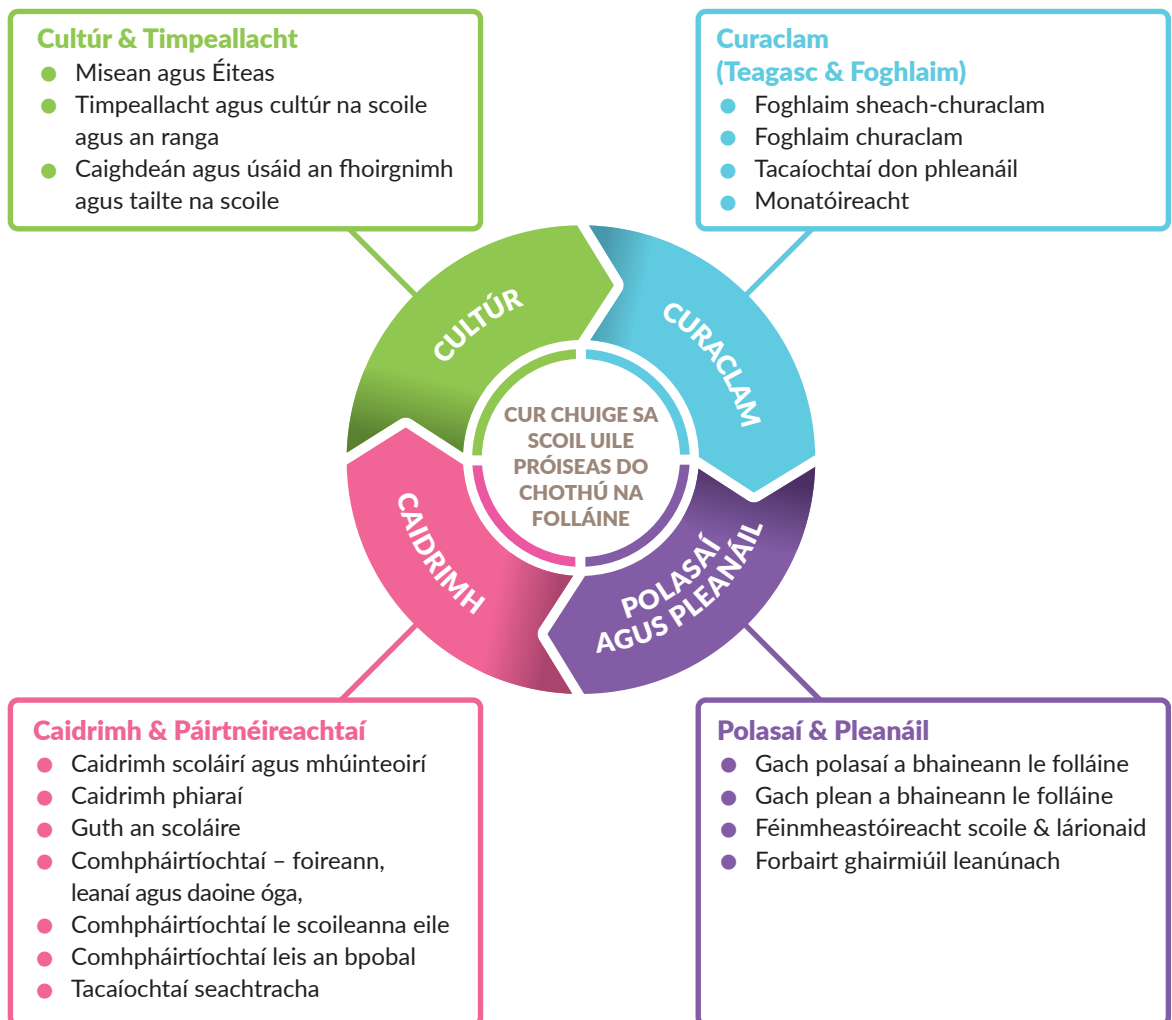 Cultúr & Timpeallacht
Misean agus Éiteas
Timpeallacht agus cultúr na scoile
agus an ranga
Caighdeán agus úsáid an fhoirgnimh
agus tailte na scoile
Curaclam
(Teagasc & Foghlaim)
Foghlaim sheach-churaclam
Foghlaim churaclam
Tacaíochtaí don phleanáil
Monatóireacht
CULTÚR
CURACLAM
CUR CHUIGE SA
SCOIL UILE
PRÓISEAS DO
CHOTHÚ NA
FOLLÁINE
CAIDRIMH
POLASAÍ
AGUS PLEANÁIL
Caidrimh & Páirtnéireachtaí
Caidrimh scoláirí agus mhúinteoirí
Caidrimh phiaraí
Guth an scoláire
Comhpháirtíochtaí – foireann,
leanaí agus daoine óga,
Comhpháirtíochtaí le scoileanna eile
Comhpháirtíochtaí leis an bpobal
Tacaíochtaí seachtracha
Polasaí & Pleanáil
Gach polasaí a bhaineann le folláine
Gach plean a bhaineann le folláine
Féinmheastóireacht scoile & lárionaid
Forbairt ghairmiúil leanúnach